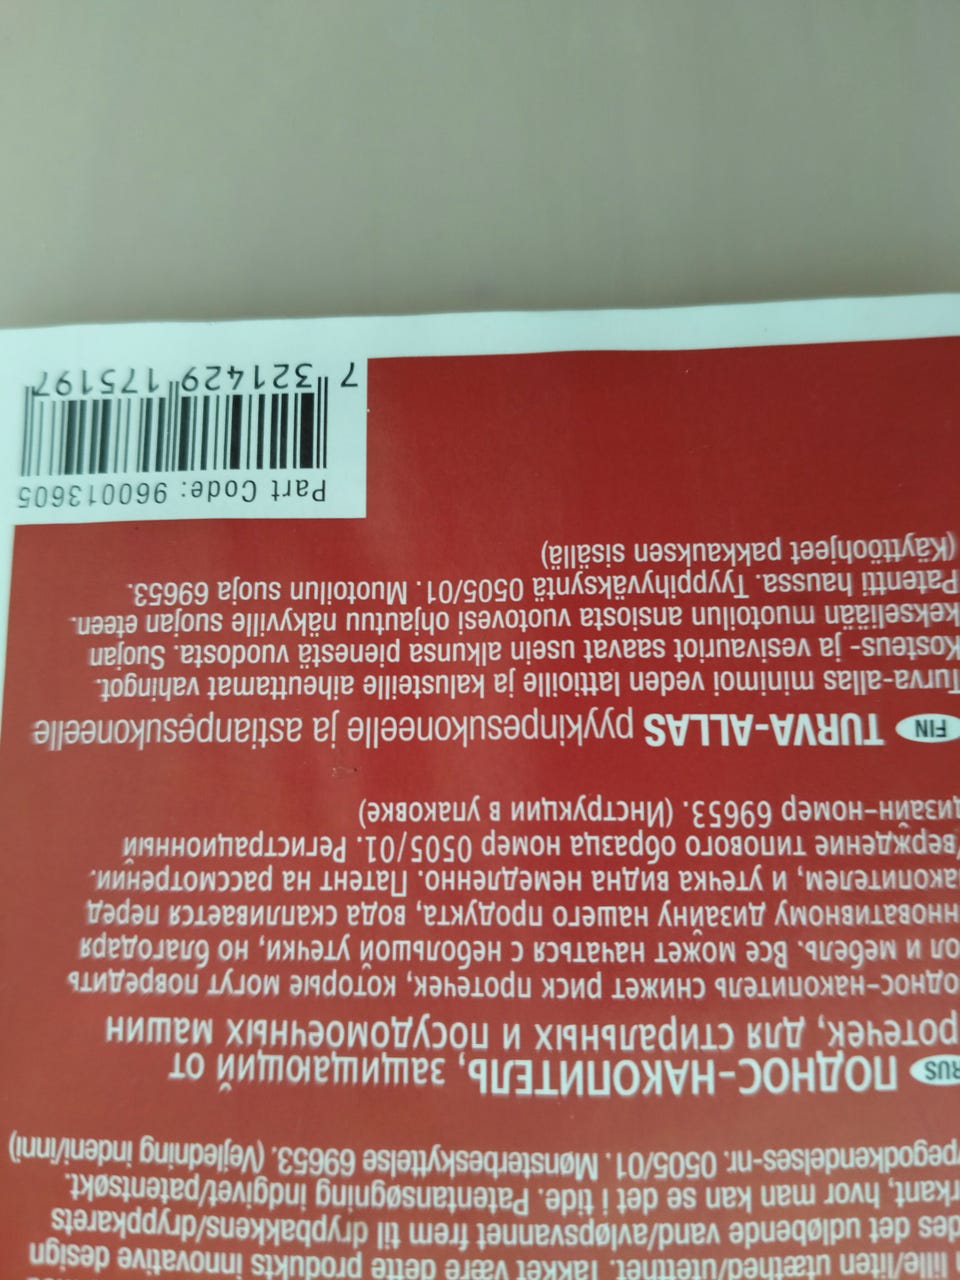 lille/liten utæthed/utetthet. Takket være dette produkts innovative design
des det udløbende vand/avløpsvannet frem til drypbakkens/dryppkarets
rkant, hvor man kan se det i tide. Patentansøgning indgivet/patentsøkt.
pegodkendelses-nr. 0505/01. Mønsterbeskyttelse 69653. (Vejledning indeni/inni)
RUS ПОДНОС-НАКОПИТЕЛЬ, защищающий от
ротечек, для стиральных и посудомоечных машин
однос-накопитель снижет риск протечек, которые могут повредить
ол и мебель. Все может начаться с небольшой утечки, но благодаря
нновативному дизайну нашего продукта, вода скапливается перед
акопителем, и утечка видна немедленно. Патент на рассмотрении.
верждение типового образца номер 0505/01. Регистрационный
дизайн-номер 69653. (Инструкции в упаковке)
FIN TURVA-ALLAS pyykinpesukoneelle ja astianpesukoneelle
Turva-allas minimoi veden lattioille ja kalusteille aiheuttamat vahingot.
Kosteus- ja vesivauriot saavat usein alkunsa pienestä vuodosta. Suojan
kekseliään muotoilun ansiosta vuotovesi ohjautuu näkyville suojan eteen.
Patentti haussa. Tyyppihyväksyntä 0505/01. Muotoilun suoja 69653.
(Käyttöohjeet pakkauksen sisällä)
Part Code: 960013605
7 321429 175197